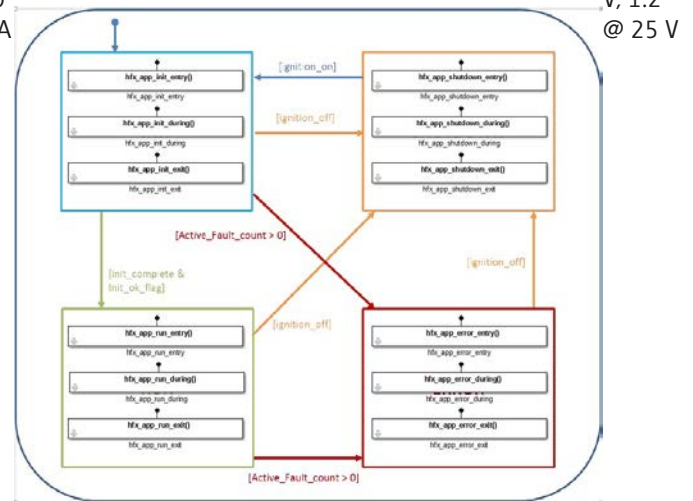 V, 1.2
A
@ 25 V
[ignition_on]
hfx_app_init_entry()
hfx_app_init_entry
hfx_app_init_during()
hfx_app_init_during
hfx_app_init_exit()
hfx_app_init_exit
[ignition_off]
hfx_app_shutdown_entry()
hfx_app_shutdown_entry
hfx_app_shutdown_during()
hfx_app_shutdown_during
hfx_app_shutdown_exit()
hfx_app_shutdown_exit
[Active_Fault_count > 0]
[init_complete &
Init_ok_flag]
[ignition_off]
[ignition_off]
hfx_app_run_entry()
hfx_app_run_entry
hfx_app_run_during()
hfx_app_run_during
hfx_app_run_exit()
hfx_app_run_exit
hfx_app_error_entry()
hfx_app_error_entry
hfx_app_error_during()
hfx_app_error_during
hfx_app_error_exit()
hfx_app_error_exit
[Active_Fault_count > 0]